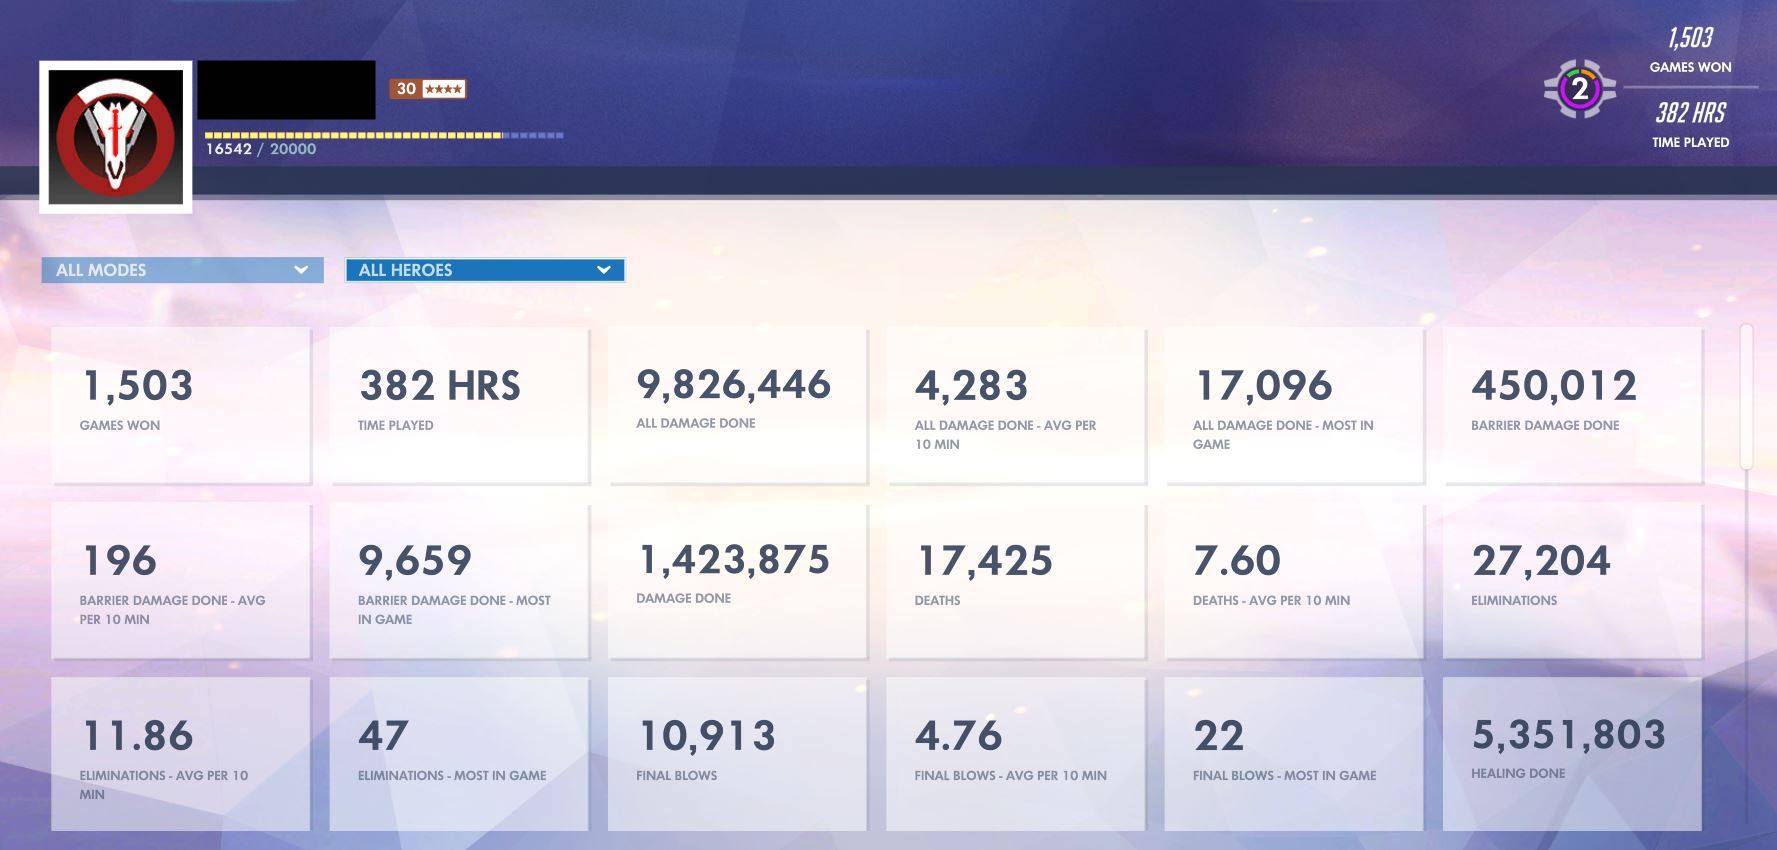 1,503
GAMES WON
2
382 HRS
TIME PLAYED
30
16542 / 20000
ALL MODES
ALL HEROES
1,503
GAMES WON
382 HRS
TIME PLAYED
9,826,446
ALL DAMAGE DONE
4,283
ALL DAMAGE DONE - AVG PER
10 MIN
17,096
ALL DAMAGE DONE - MOST IN
GAME
450,012
BARRIER DAMAGE DONE
196
BARRIER DAMAGE DONE - AVG
PER 10 MIN
9,659
BARRIER DAMAGE DONE - MOST
IN GAME
1,423,875
DAMAGE DONE
17,425
DEATHS
7.60
DEATHS - AVG PER 10 MIN
27,204
ELIMINATIONS
11.86
ELIMINATIONS - AVG PER 10
MIN
47
ELIMINATIONS - MOST IN GAME
10,913
FINAL BLOWS
4.76
FINAL BLOWS - AVG PER 10 MIN
22
FINAL BLOWS - MOST IN GAME
5,351,803
HEALING DONE